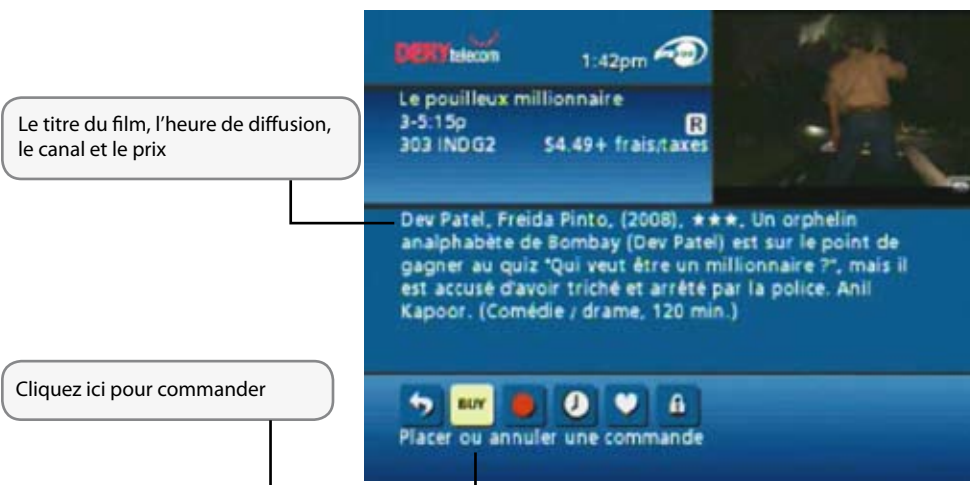 DERYtelecom
1:42pm
Le pouilleux millionnaire
3-5:15p
R
303 INDG2 $4.49+ frais/taxes
Le titre du film, l'heure de diffusion,
le canal et le prix
Dev Patel, Freida Pinto, (2008), ★★★, Un orphelin
analphabète de Bombay (Dev Patel) est sur le point de
gagner au quiz "Qui veut être un millionnaire ?", mais il
est accusé d'avoir triché et arrêté par la police. Anil
Kapoor. (Comédie / drame, 120 min.)
Cliquez ici pour commander
BUY
Placer ou annuler une commande